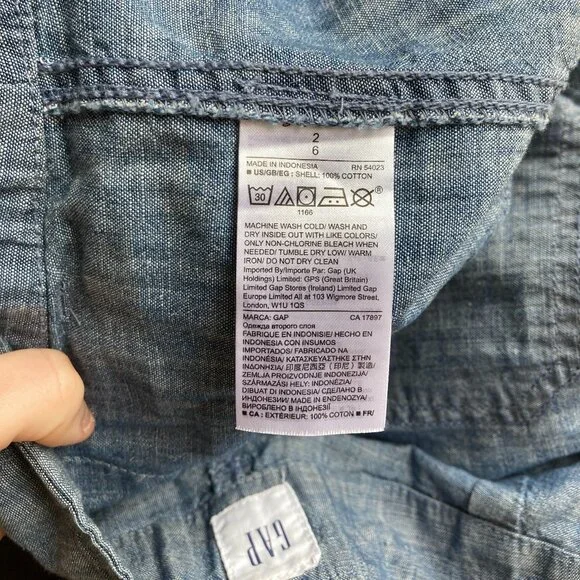 2
6
MADE IN INDONESIA RN 54023
■ US/GB/EG : SHELL: 100% COTTON
30 ®
1166
MACHINE WASH COLD/ WASH AND
DRY INSIDE OUT WITH LIKE COLORS/
ONLY NON-CHLORINE BLEACH WHEN
NEEDED/ TUMBLE DRY LOW/ WARM
IRON/ DO NOT DRY CLEAN
Imported By/Importe Par: Gap (UK
Holdings) Limited: GPS (Great Britain)
Limited Gap Stores (Ireland) Limited Gap
Europe Limited All at 103 Wigmore Street,
London, W1U 1QS
MARCA: GAP CA 17897
Одежда второго слоя
FABRIQUE EN INDONISIE/ HECHO EN
INDONESIA CON INSUMOS
IMPORTADOS/ FABRICADO NA
INDONÉSIA/ ΚΑΤΑΣΚΕΥΑΣΤΗΚΕ ΣΤΗΝ
ΙΝΔΟΝΗΣΙΑ/ 印度尼西亚 (印尼) 製造/
ZEMLJA PROIZVODNJE INDONEZIJA/
SZÁRMAZÁSI HELY: INDONÉZIA/
DIBUAT DI INDONESIA/ СДЕЛАНО В
ИНДОНЕЗИИ/ MADE IN ENDONEZYA/
ВИРОБЛЕНО В ІНДОНЕЗІЇ
■ CA : EXTÉRIEUR: 100% COTON ■ FR/
GAP